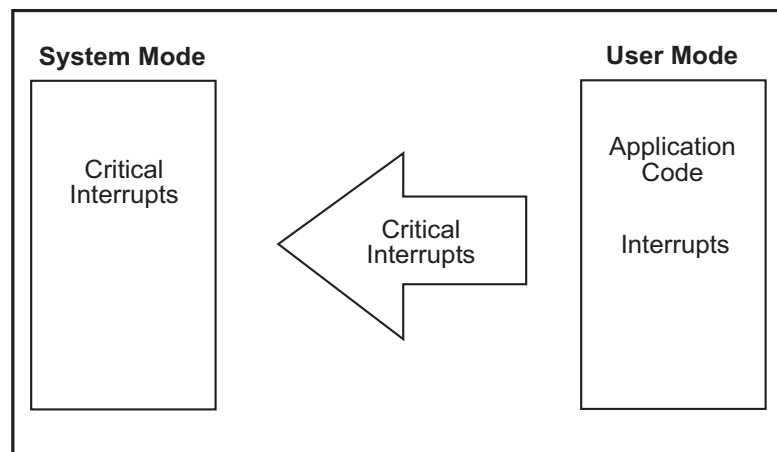 System Mode
Critical
Interrupts
Critical
Interrupts
User Mode
Application
Code
Interrupts